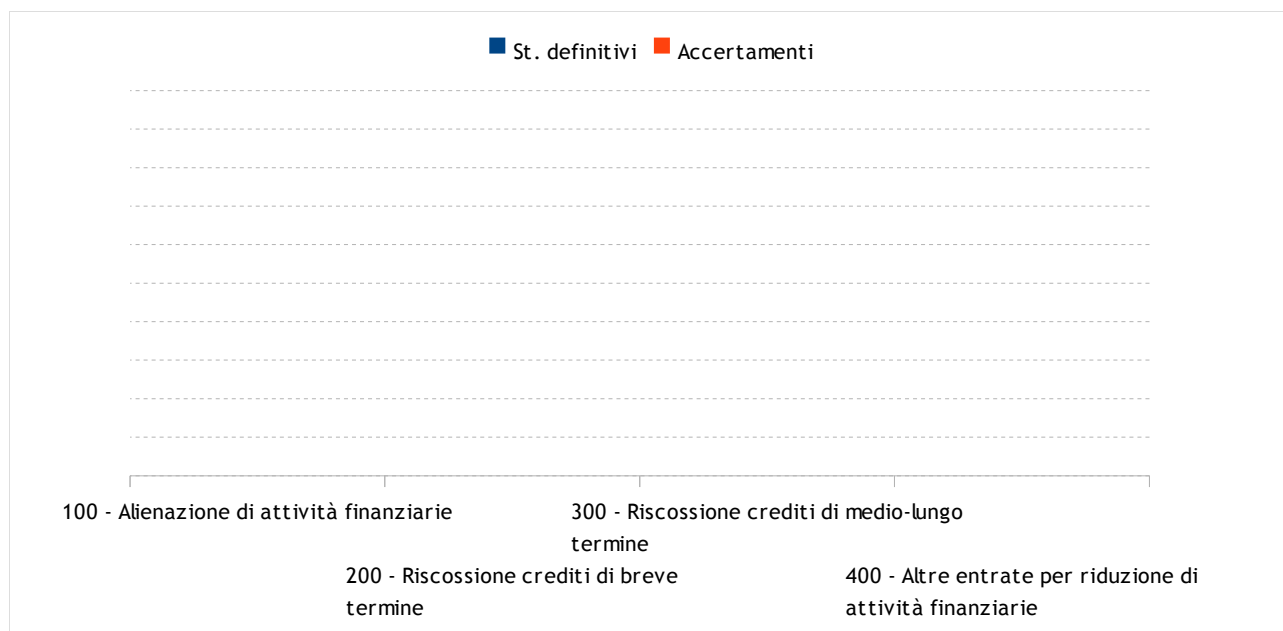 St. definitivi Accertamenti
100 - Alienazione di attività finanziarie
300 - Riscossione crediti di medio-lungo
termine
200 - Riscossione crediti di breve
termine
400 - Altre entrate per riduzione di
attività finanziarie